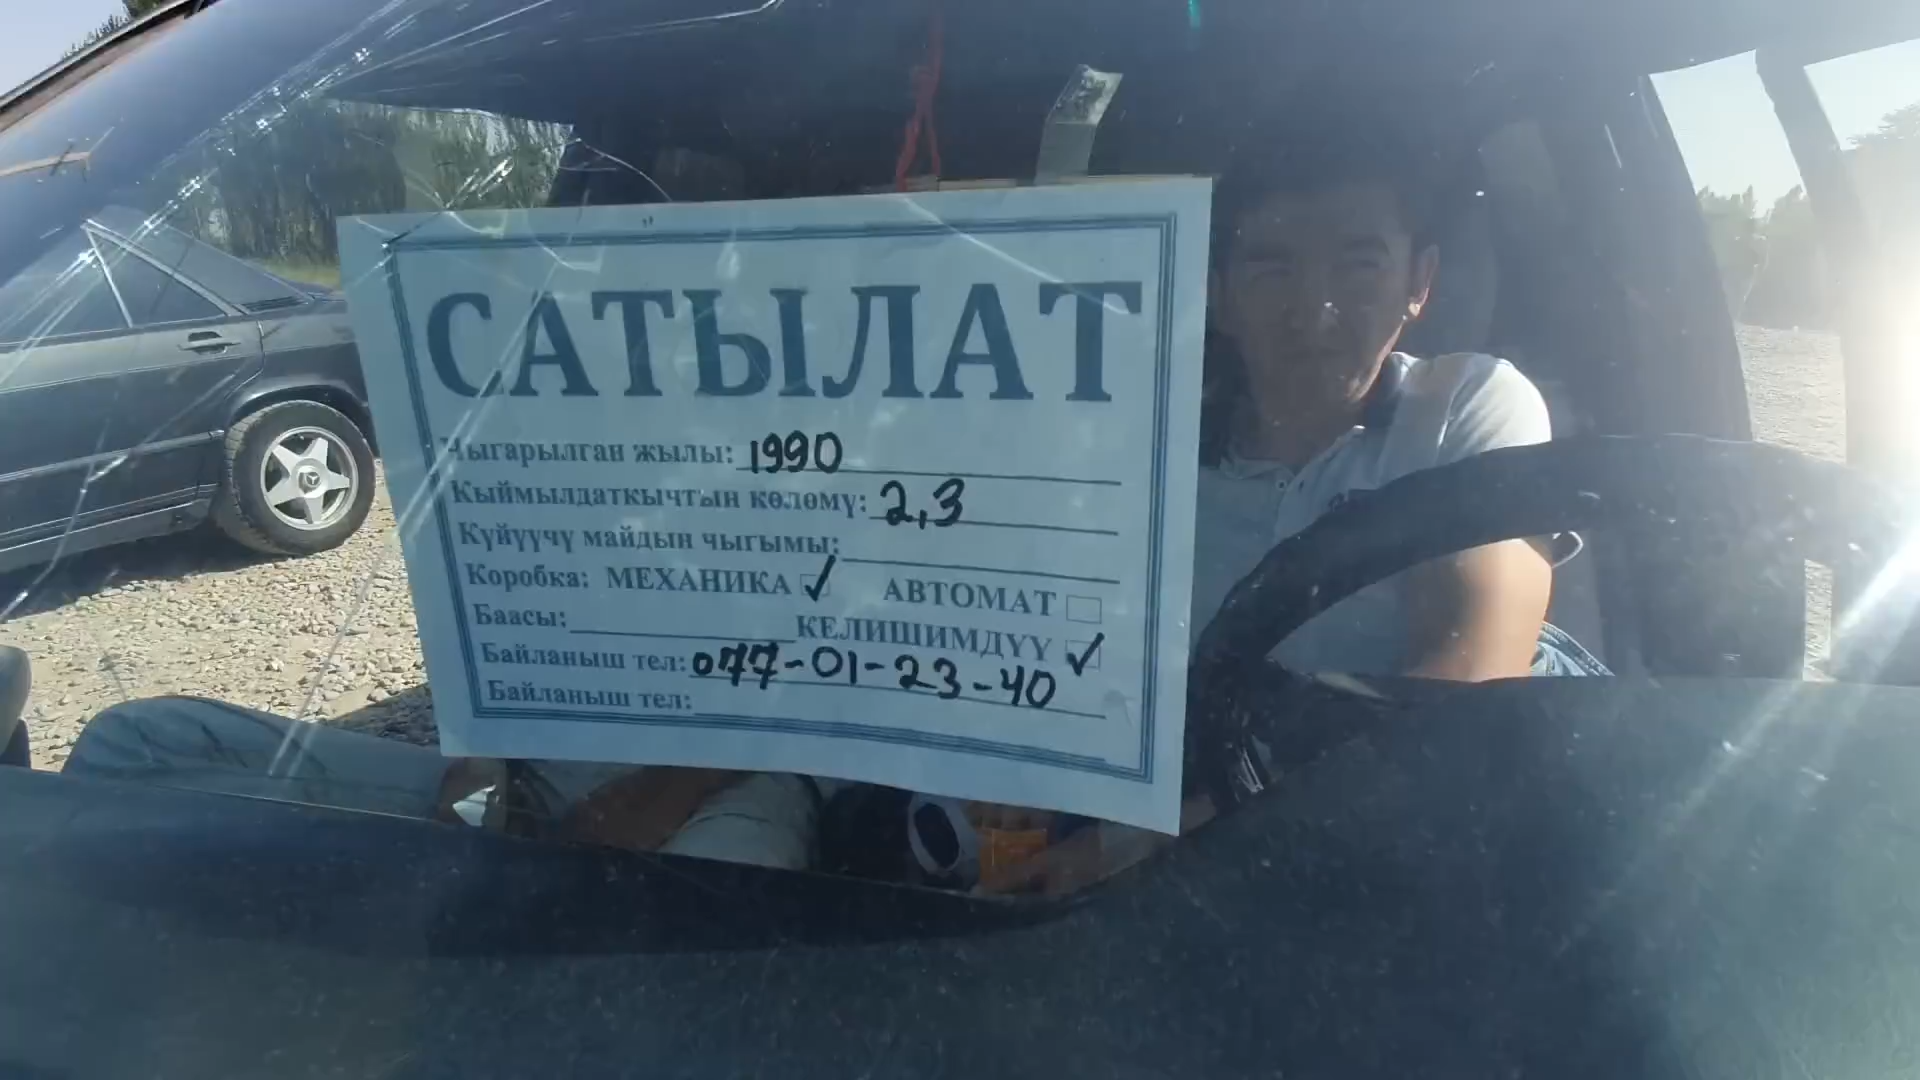 САТЫЛАТ
Чыгарылган жылы: 1990
Кыймылдаткычтын көлөмү: 2,3
Күйүүчү майдын чыгымы:
Коробка: МЕХАНИКА ✓ АВТОМАТ
Баасы: КЕЛИШИМДҮҮ ✓
Байланыш тел: 077-01-23-40
Байланыш тел: